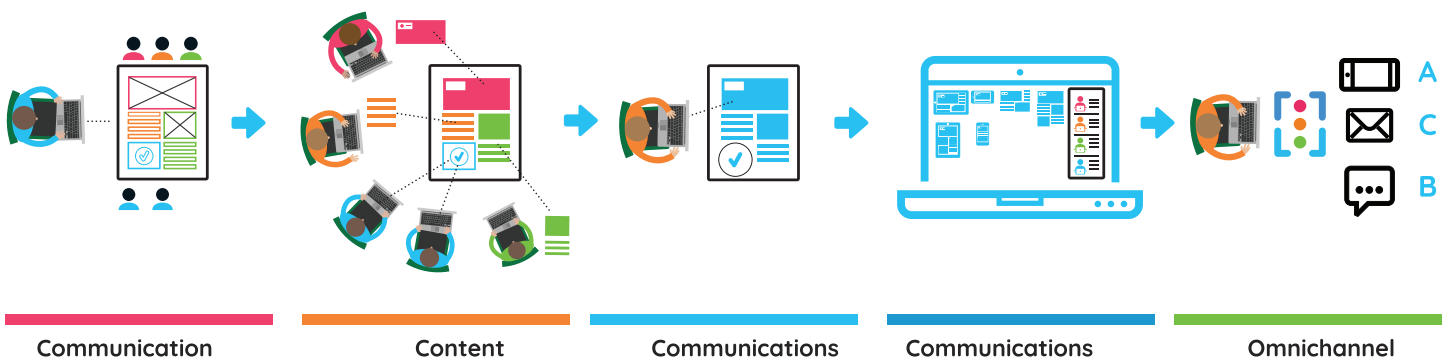 A
C
B
Communication
Content
Communications
Communications
Omnichannel